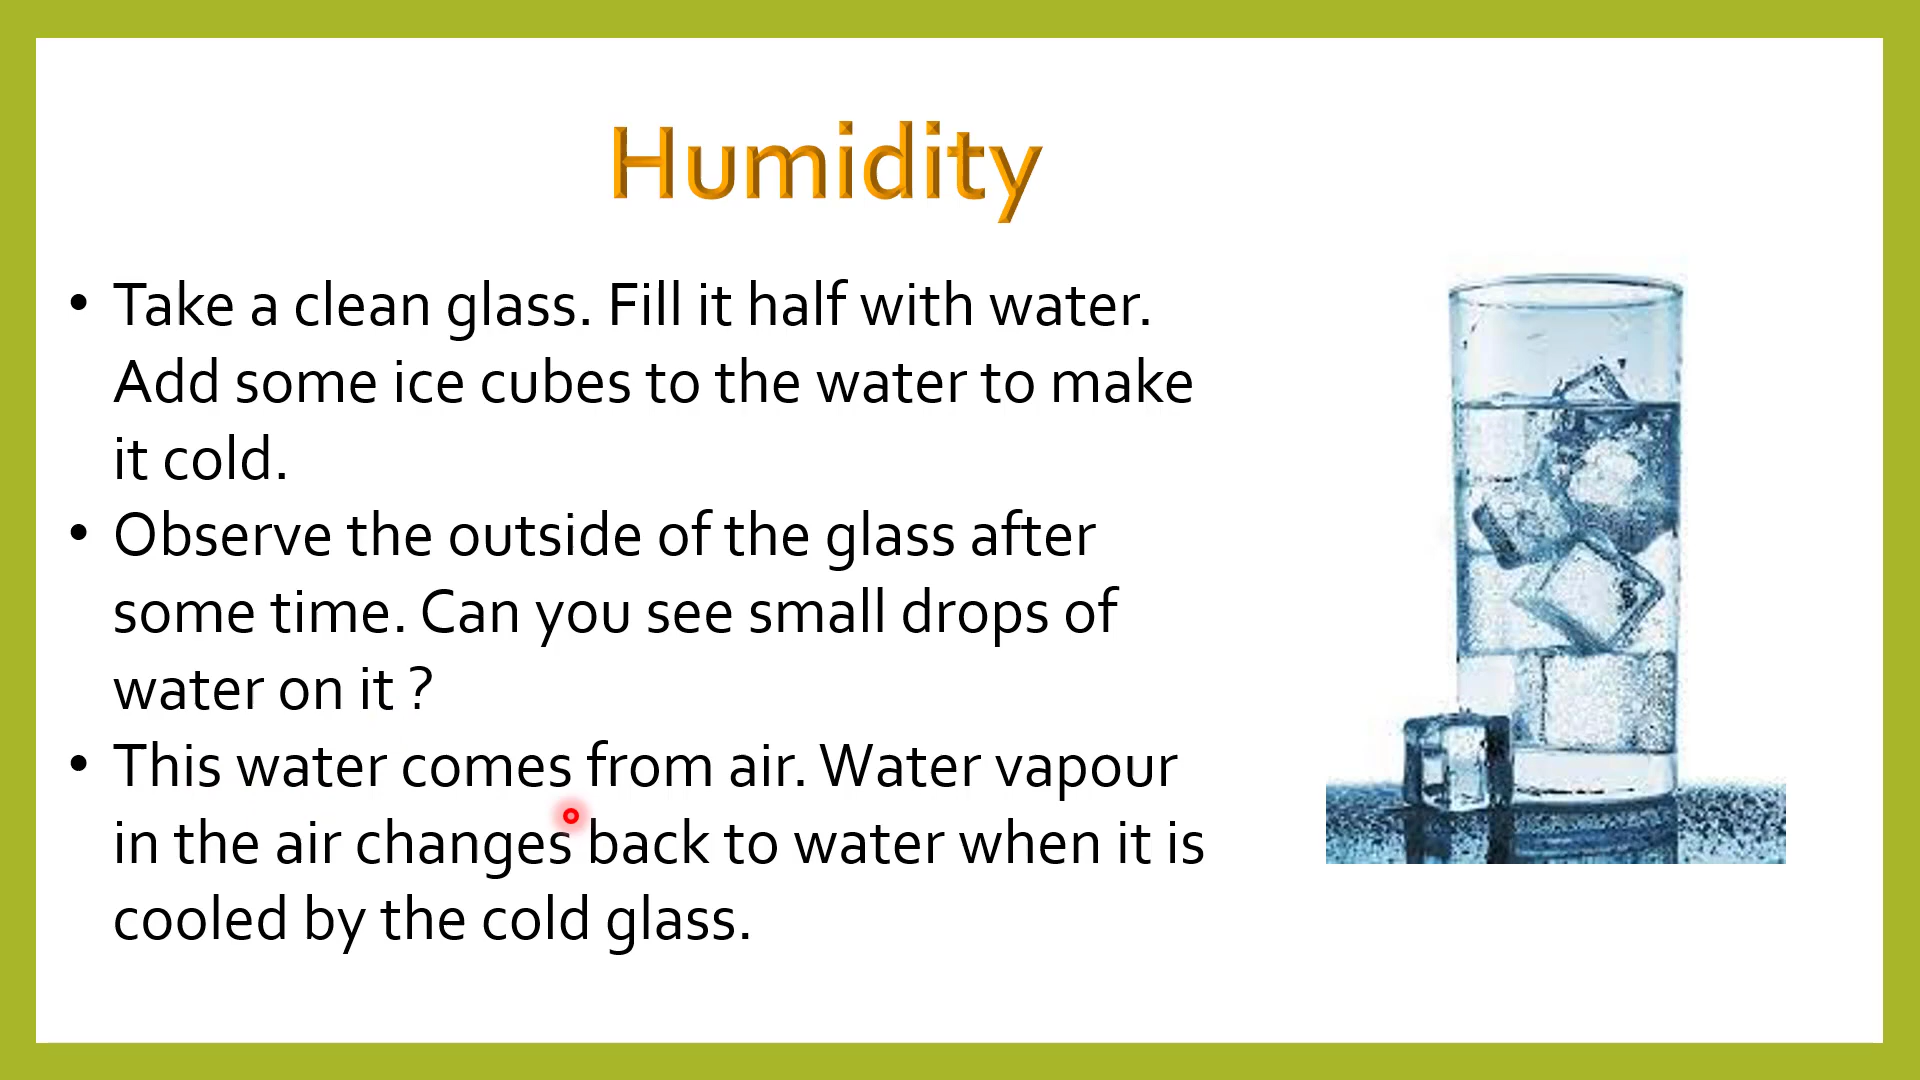 Humidity
• Take a clean glass. Fill it half with water.
Add some ice cubes to the water to make
it cold.
• Observe the outside of the glass after
some time. Can you see small drops of
water on it ?
• This water comes from air. Water vapour
in the air changes back to water when it is
cooled by the cold glass.